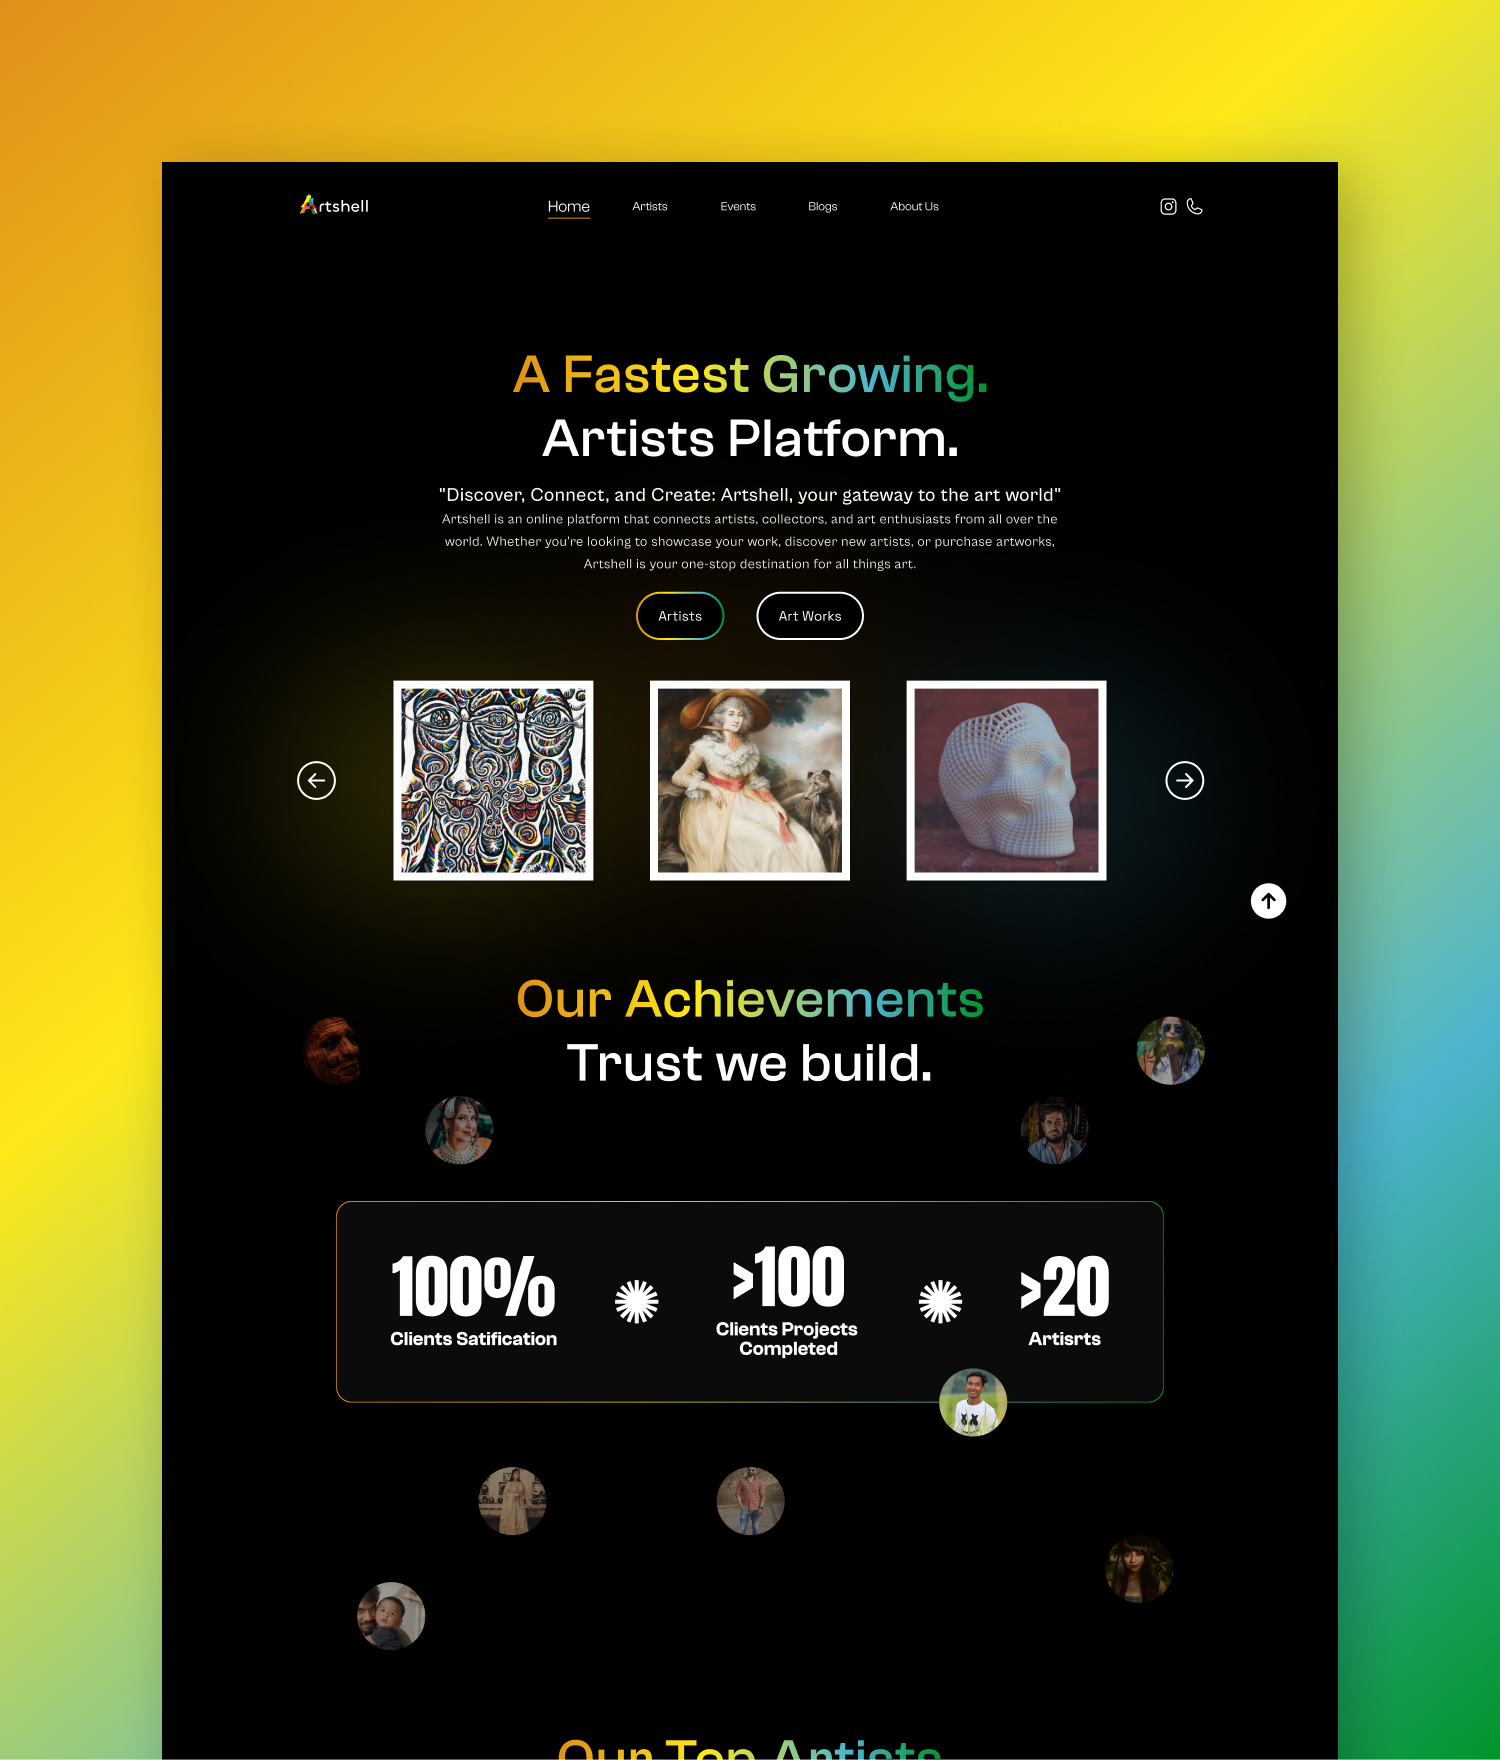 Artshell
Home Artists Events Blogs About Us
A Fastest Growing.
Artists Platform.
"Discover, Connect, and Create: Artshell, your gateway to the art world"
Artshell is an online platform that connects artists, collectors, and art enthusiasts from all over the
world. Whether you're looking to showcase your work, discover new artists, or purchase artworks,
Artshell is your one-stop destination for all things art.
Artists Art Works
Our Achievements
Trust we build.
100% >100 >20
Clients Satification Clients Projects Artisrts
Completed
Our Top Artists